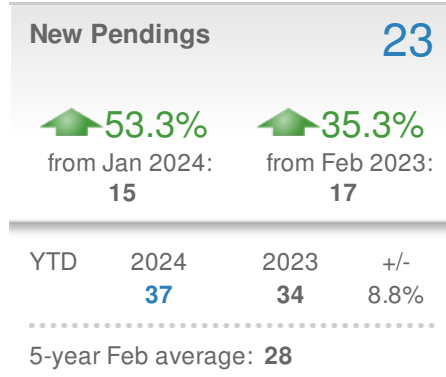 New Pendings 23
53.3% 35.3%
from Jan 2024: from Feb 2023:
15 17
YTD 2024 2023 +/-
37 34 8.8%
5-year Feb average: 28